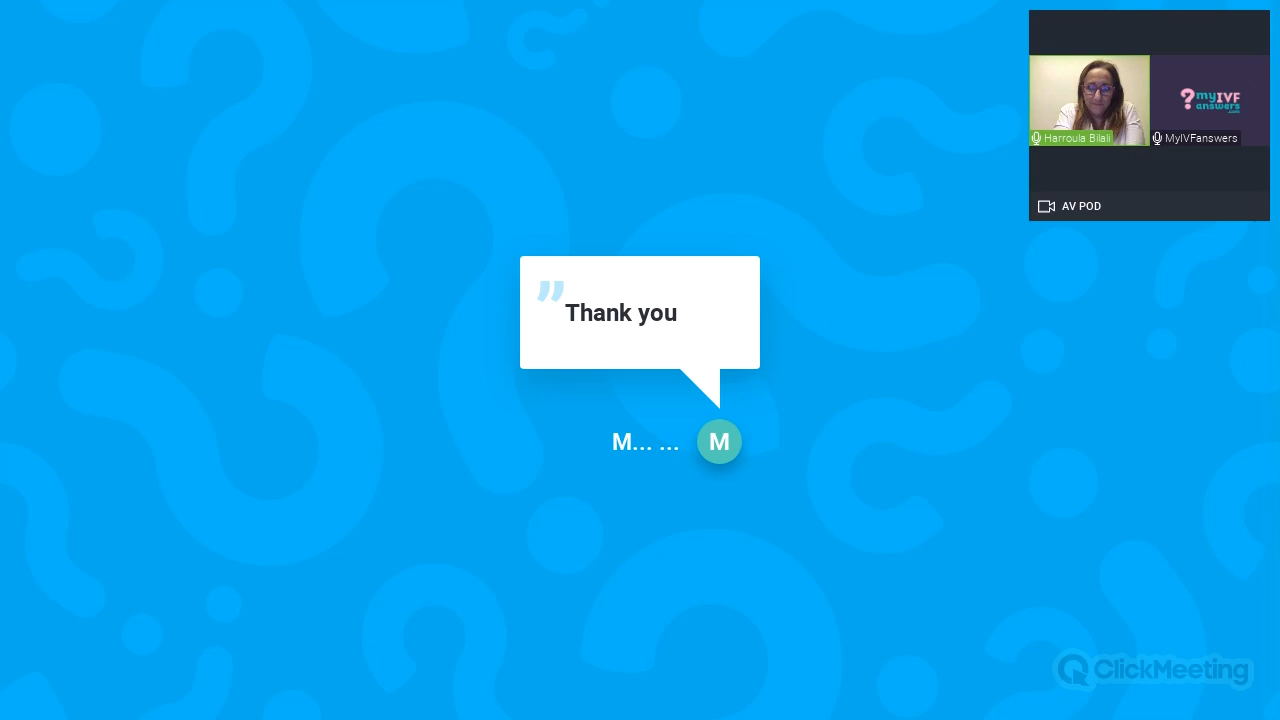 myIVF
answers
.com
Harroula Bilali
MyIVFanswers
AV POD
Thank you
M... ...
M
ClickMeeting